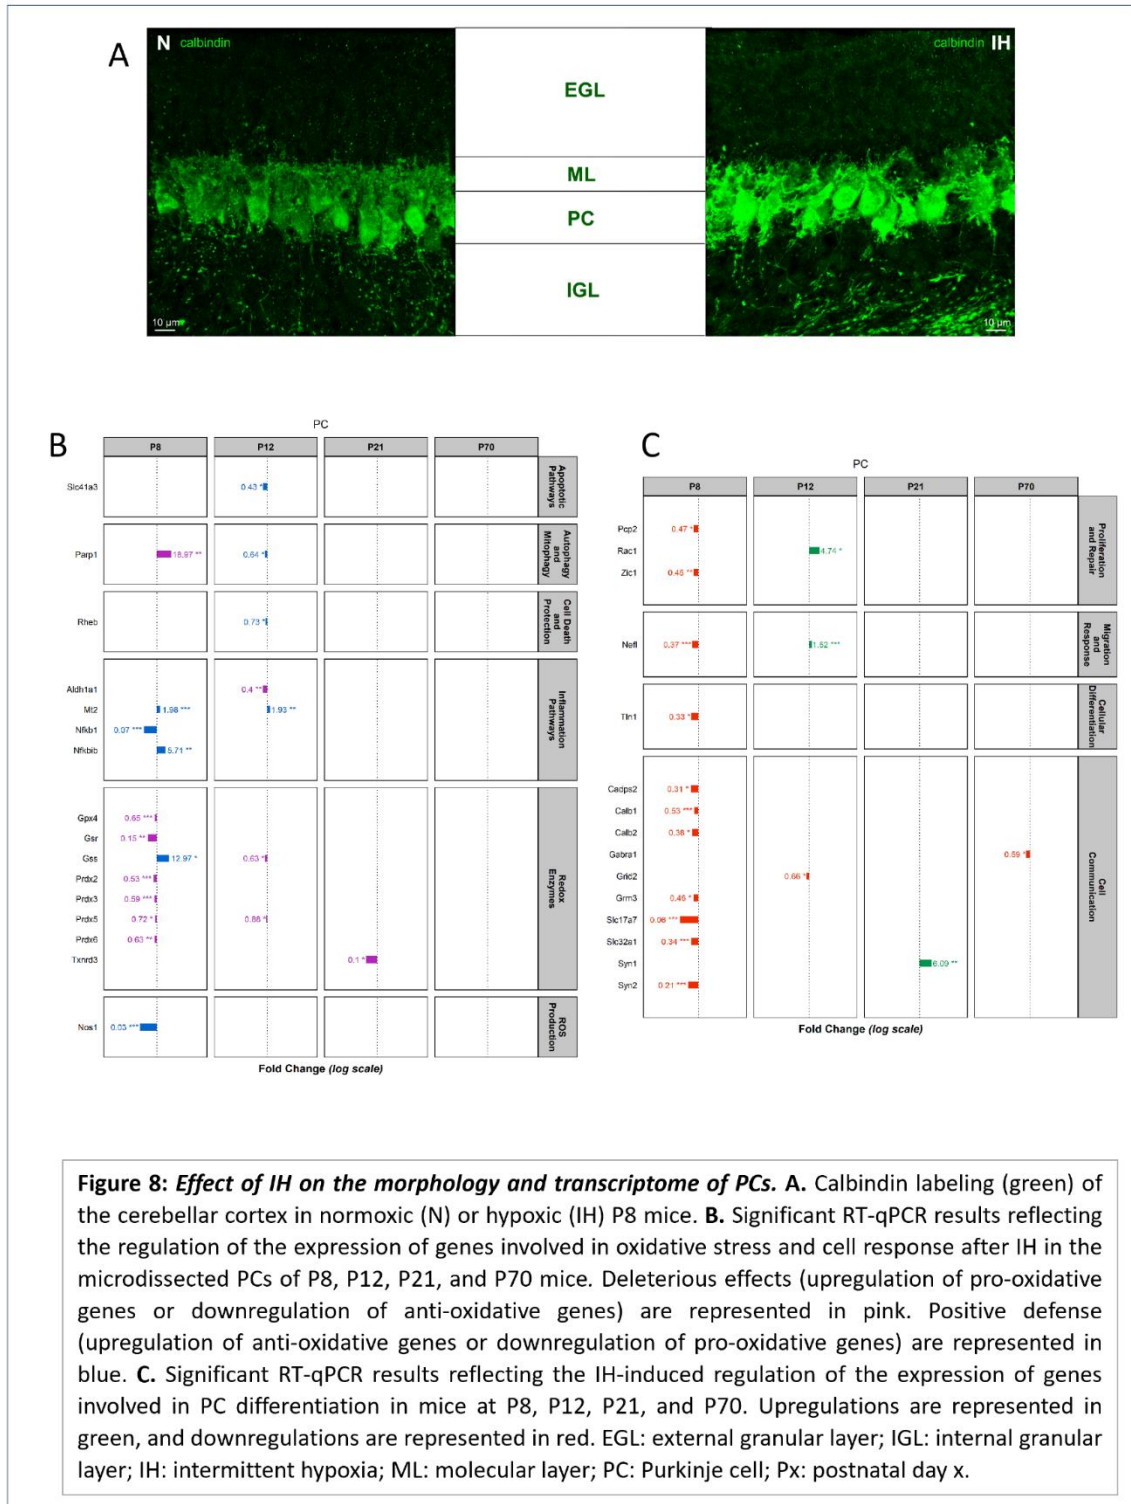 A
N calbindin
calbindin IH
EGL
ML
PC
IGL
10 µm
10 µm
B
PC
P8 P12 P21 P70
Slc41a3 0.43 *
Apoptotic
Pathways
Parp1 18.97 ** 0.64 *
Autophagy
and
Mitophagy
Rheb 0.73 *
Cell Death
and
Protection
Aldh1a1 0.4 **
Mt2 1.98 *** 1.93 **
Nfkb1 0.07 ***
Nfkbib 5.71 **
Inflammation
Pathways
Gpx4 0.65 ***
Gsr 0.15 **
Gss 12.97 * 0.63 *
Prdx2 0.53 ***
Prdx3 0.59 ***
Prdx5 0.72 * 0.86 *
Prdx6 0.63 **
Txnrd3 0.1 *
Redox
Enzymes
Nos1 0.03 ***
ROS
Production
Fold Change (log scale)
C
PC
P8 P12 P21 P70
Pcp2 0.47 *
Rac1 4.74 *
Zic1 0.45 **
Proliferation
and Repair
Nefl 0.37 *** 1.52 ***
Migration
and
Response
Tln1 0.33 *
Cellular
Differentiation
Cadps2 0.31 *
Calb1 0.53 ***
Calb2 0.38 *
Gabra1 0.59 *
Grid2 0.66 *
Grm3 0.46 *
Slc17a7 0.06 ***
Slc32a1 0.34 ***
Syn1 6.09 **
Syn2 0.21 ***
Cell
Communication
Fold Change (log scale)
Figure 8: Effect of IH on the morphology and transcriptome of PCs. A. Calbindin labeling (green) of
the cerebellar cortex in normoxic (N) or hypoxic (IH) P8 mice. B. Significant RT-qPCR results reflecting
the regulation of the expression of genes involved in oxidative stress and cell response after IH in the
microdissected PCs of P8, P12, P21, and P70 mice. Deleterious effects (upregulation of pro-oxidative
genes or downregulation of anti-oxidative genes) are represented in pink. Positive defense
(upregulation of anti-oxidative genes or downregulation of pro-oxidative genes) are represented in
blue. C. Significant RT-qPCR results reflecting the IH-induced regulation of the expression of genes
involved in PC differentiation in mice at P8, P12, P21, and P70. Upregulations are represented in
green, and downregulations are represented in red. EGL: external granular layer; IGL: internal granular
layer; IH: intermittent hypoxia; ML: molecular layer; PC: Purkinje cell; Px: postnatal day x.